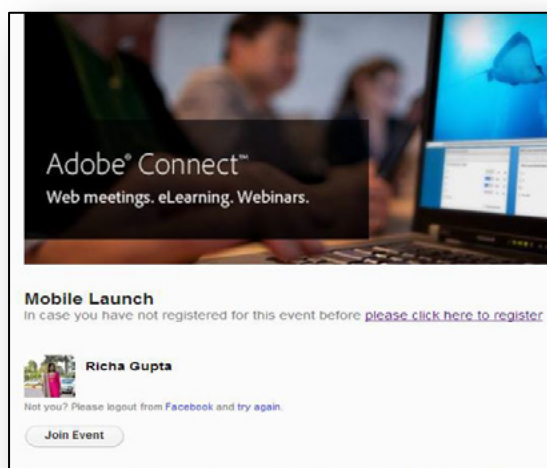 Adobe® Connect™
Web meetings. eLearning. Webinars.
Mobile Launch
In case you have not registered for this event before please click here to register
Richa Gupta
Not you? Please logout from Facebook and try again.
Join Event